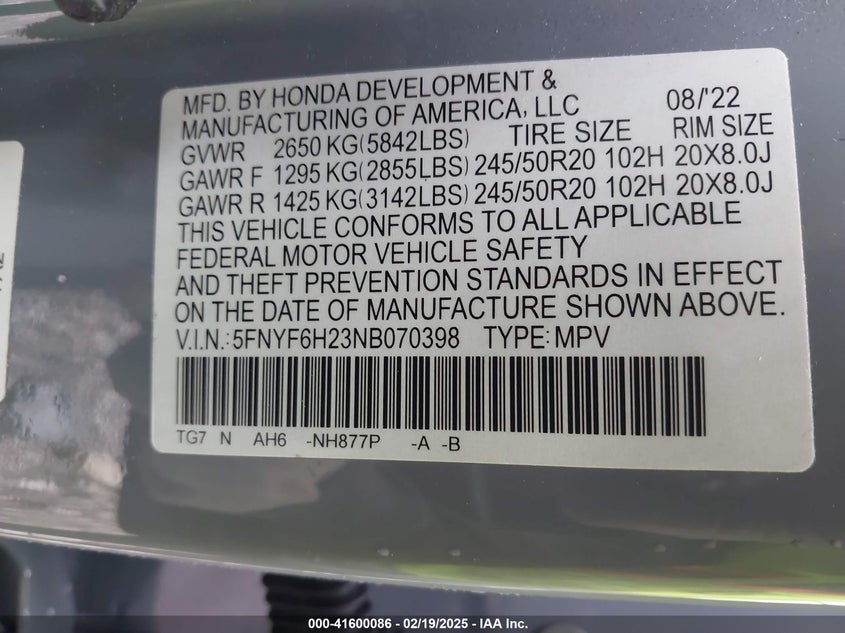 MFD. BY HONDA DEVELOPMENT &
MANUFACTURING OF AMERICA, LLC 08/'22
GVWR 2650 KG(5842LBS) TIRE SIZE RIM SIZE
GAWR F 1295 KG(2855LBS) 245/50R20 102H 20X8.0J
GAWR R 1425 KG(3142LBS) 245/50R20 102H 20X8.0J
THIS VEHICLE CONFORMS TO ALL APPLICABLE
FEDERAL MOTOR VEHICLE SAFETY
AND THEFT PREVENTION STANDARDS IN EFFECT
ON THE DATE OF MANUFACTURE SHOWN ABOVE.
V.I.N.: 5FNYF6H23NB070398 TYPE: MPV
TG7 N AH6 -NH877P -A -B
000-41600086 - 02/19/2025 - IAA Inc.